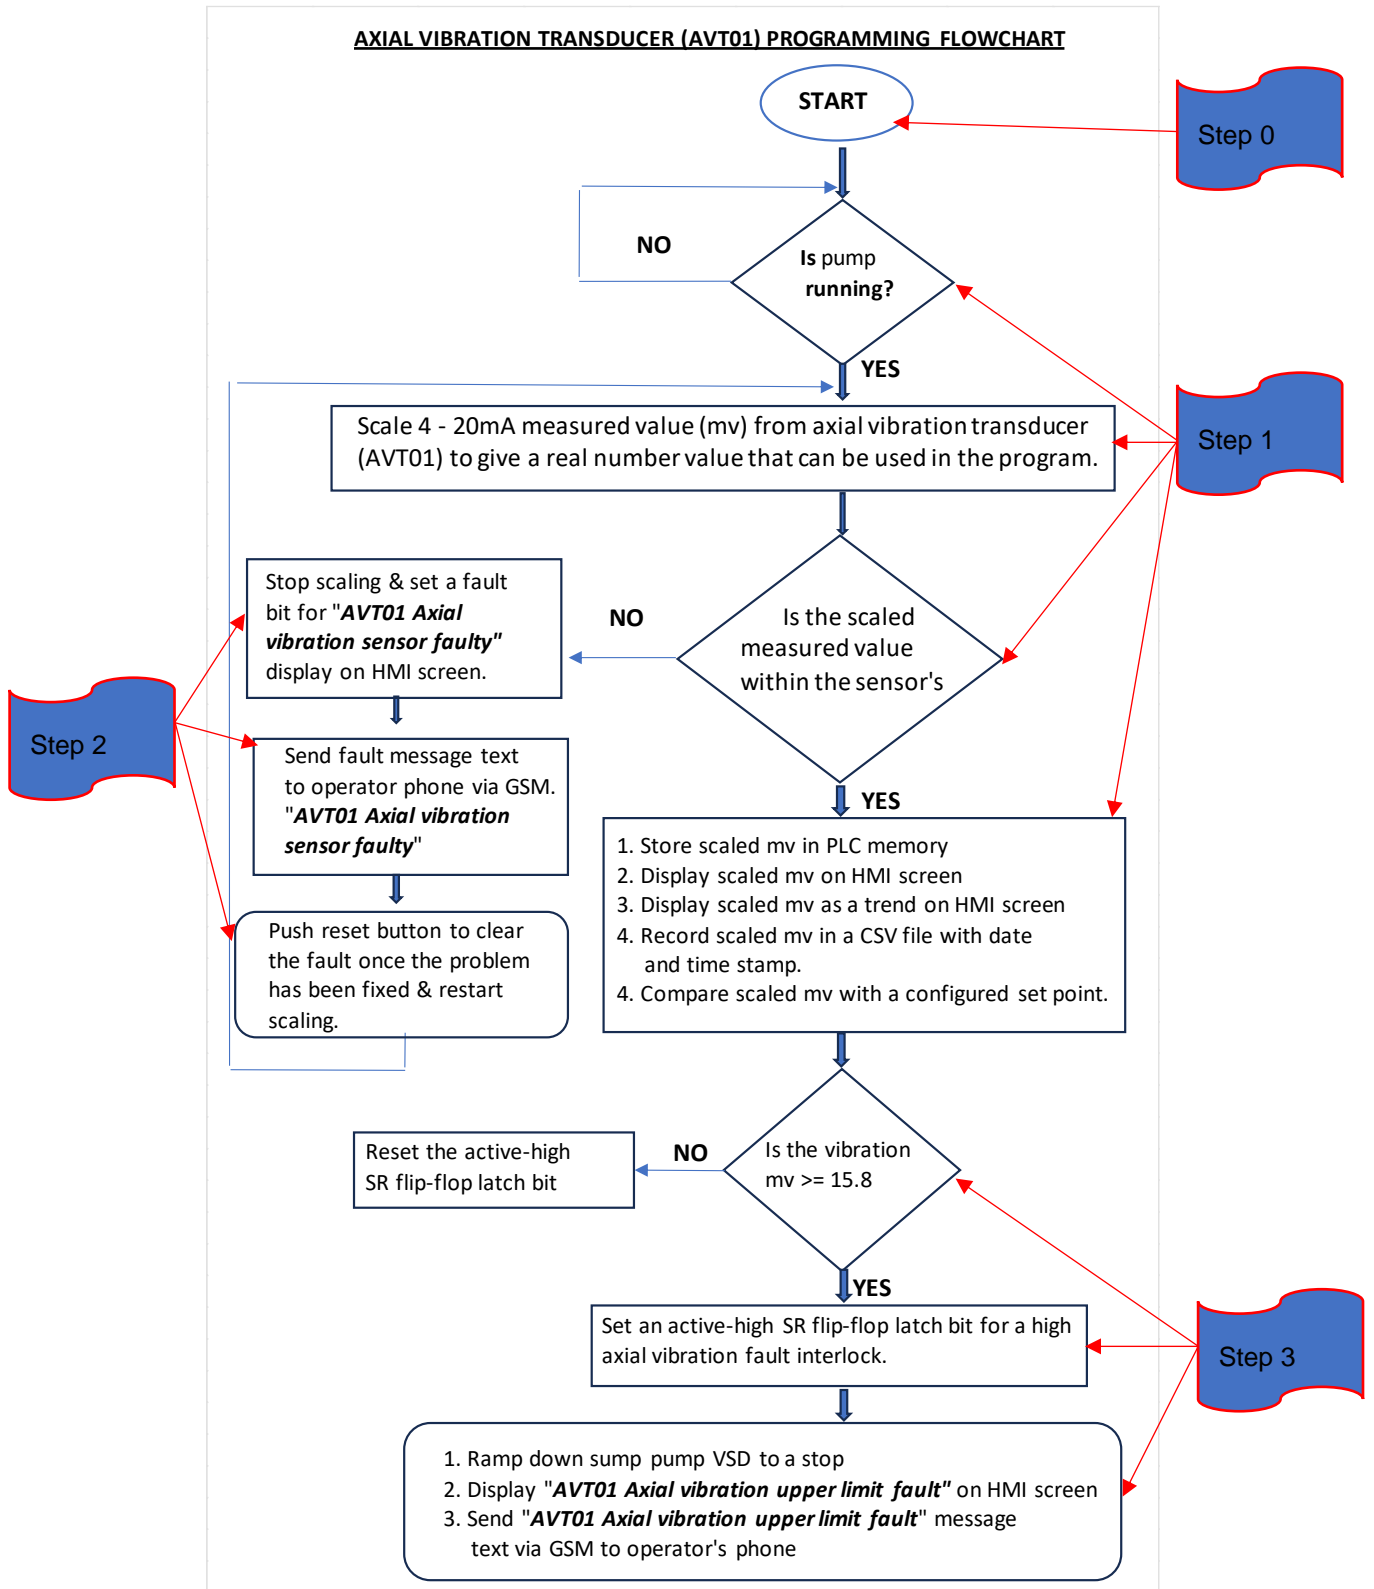 AXIAL VIBRATION TRANSDUCER (AVT01) PROGRAMMING FLOWCHART
START
Step 0
NO
Is pump
running?
YES
Scale 4 - 20mA measured value (mv) from axial vibration transducer
(AVT01) to give a real number value that can be used in the program.
Step 1
Stop scaling & set a fault
bit for "AVT01 Axial
vibration sensor faulty"
display on HMI screen.
NO
Is the scaled
measured value
within the sensor's
Step 2
Send fault message text
to operator phone via GSM.
"AVT01 Axial vibration
sensor faulty"
YES
Push reset button to clear
the fault once the problem
has been fixed & restart
scaling.
1. Store scaled mv in PLC memory
2. Display scaled mv on HMI screen
3. Display scaled mv as a trend on HMI screen
4. Record scaled mv in a CSV file with date
and time stamp.
4. Compare scaled mv with a configured set point.
Reset the active-high
SR flip-flop latch bit
NO
Is the vibration
mv >= 15.8
YES
Set an active-high SR flip-flop latch bit for a high
axial vibration fault interlock.
Step 3
1. Ramp down sump pump VSD to a stop
2. Display "AVT01 Axial vibration upper limit fault" on HMI screen
3. Send "AVT01 Axial vibration upper limit fault" message
text via GSM to operator's phone